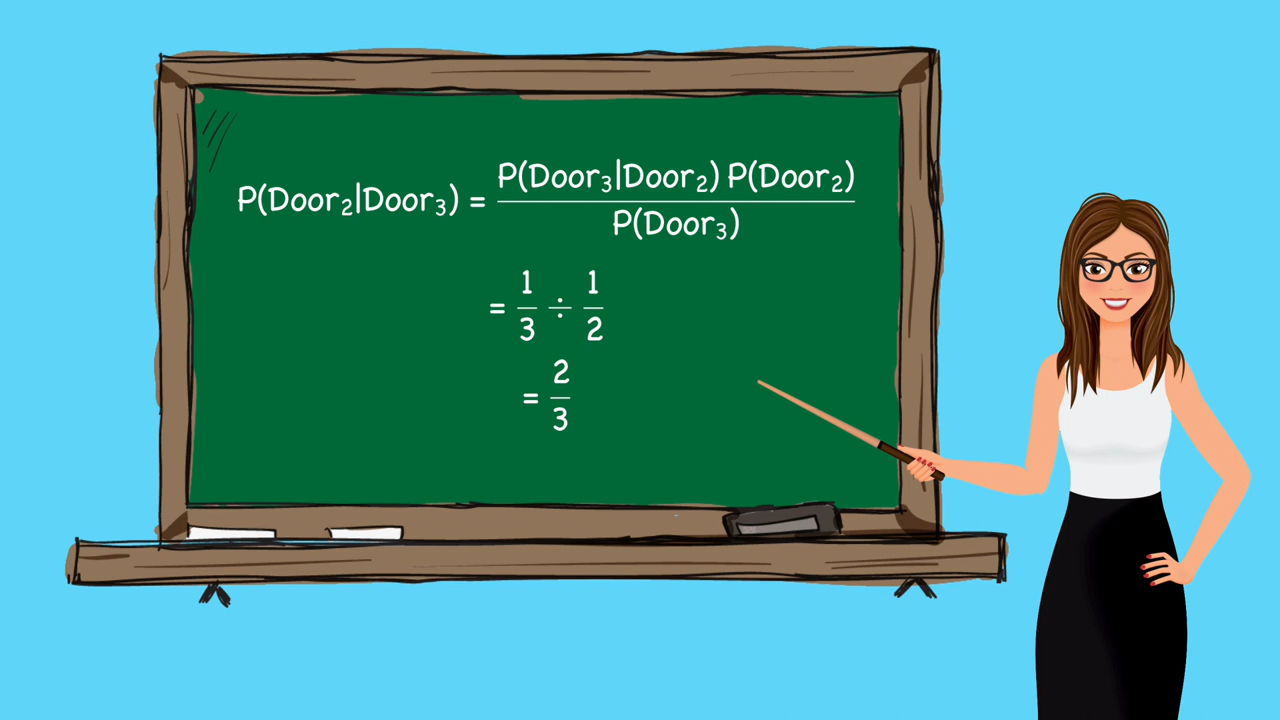 P(Door₂|Door₃) = P(Door₃|Door₂) P(Door₂) / P(Door₃)
= 1/3 ÷ 1/2
= 2/3